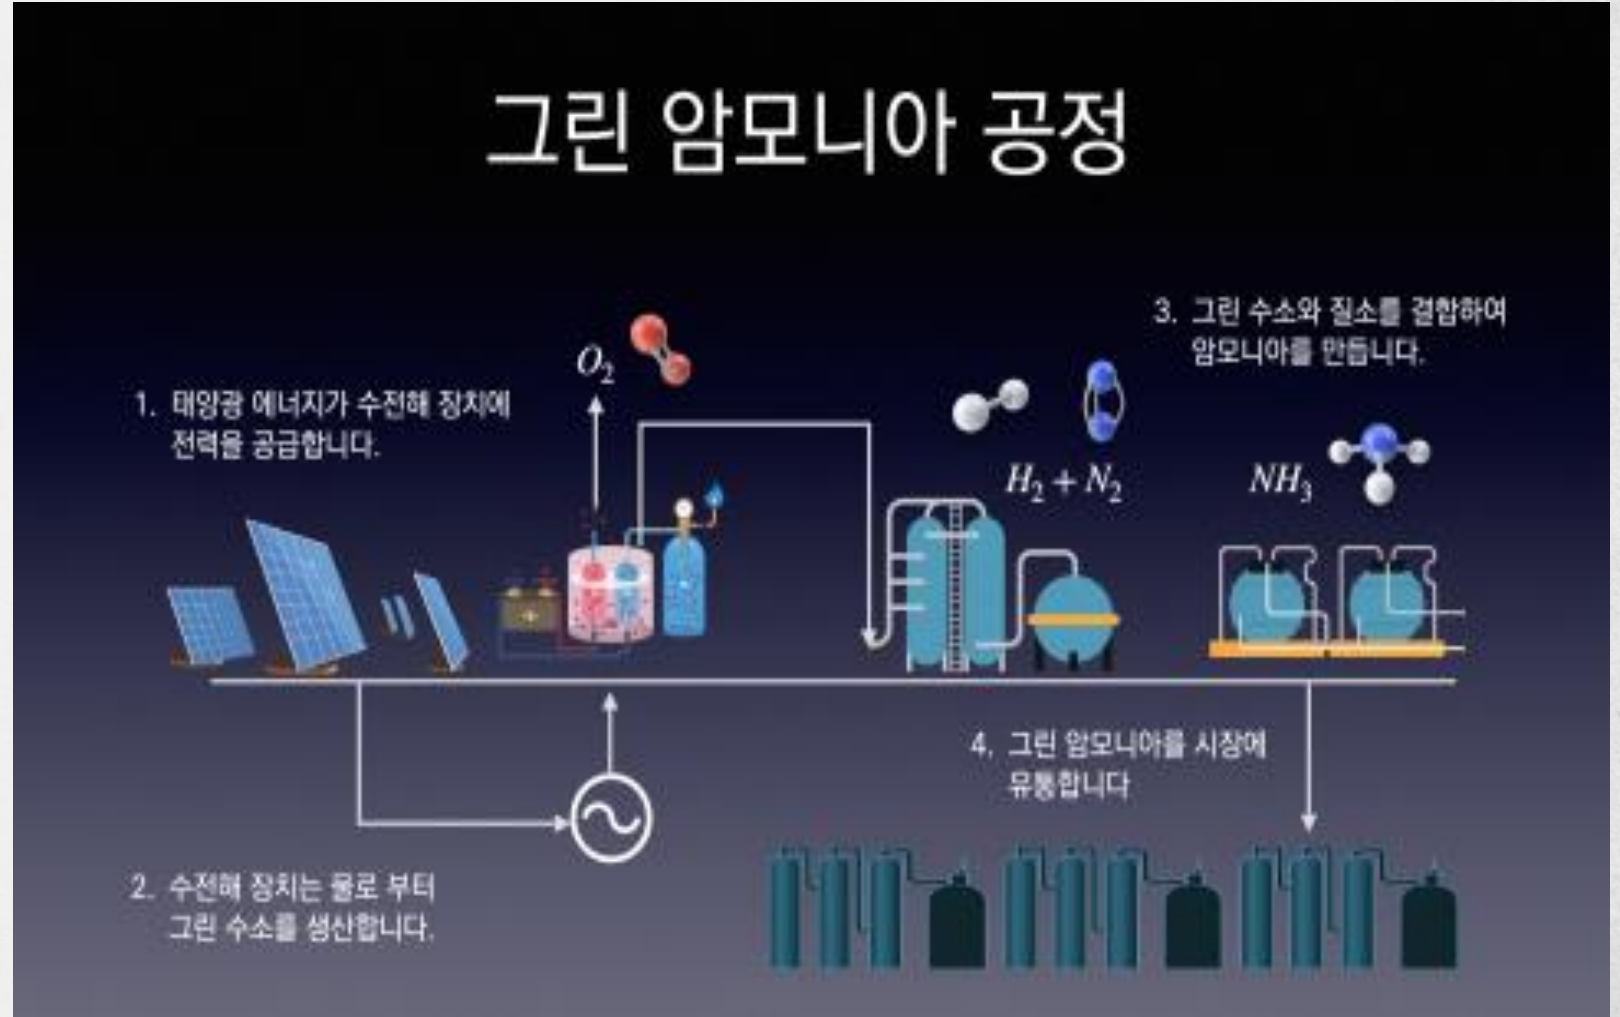 그린 암모니아 공정
1. 태양광 에너지가 수전해 장치에
전력을 공급합니다.
O₂
3. 그린 수소와 질소를 결합하여
암모니아를 만듭니다.
H₂ + N₂
NH₃
2. 수전해 장치는 물로 부터
그린 수소를 생산합니다.
4. 그린 암모니아를 시장에
유통합니다